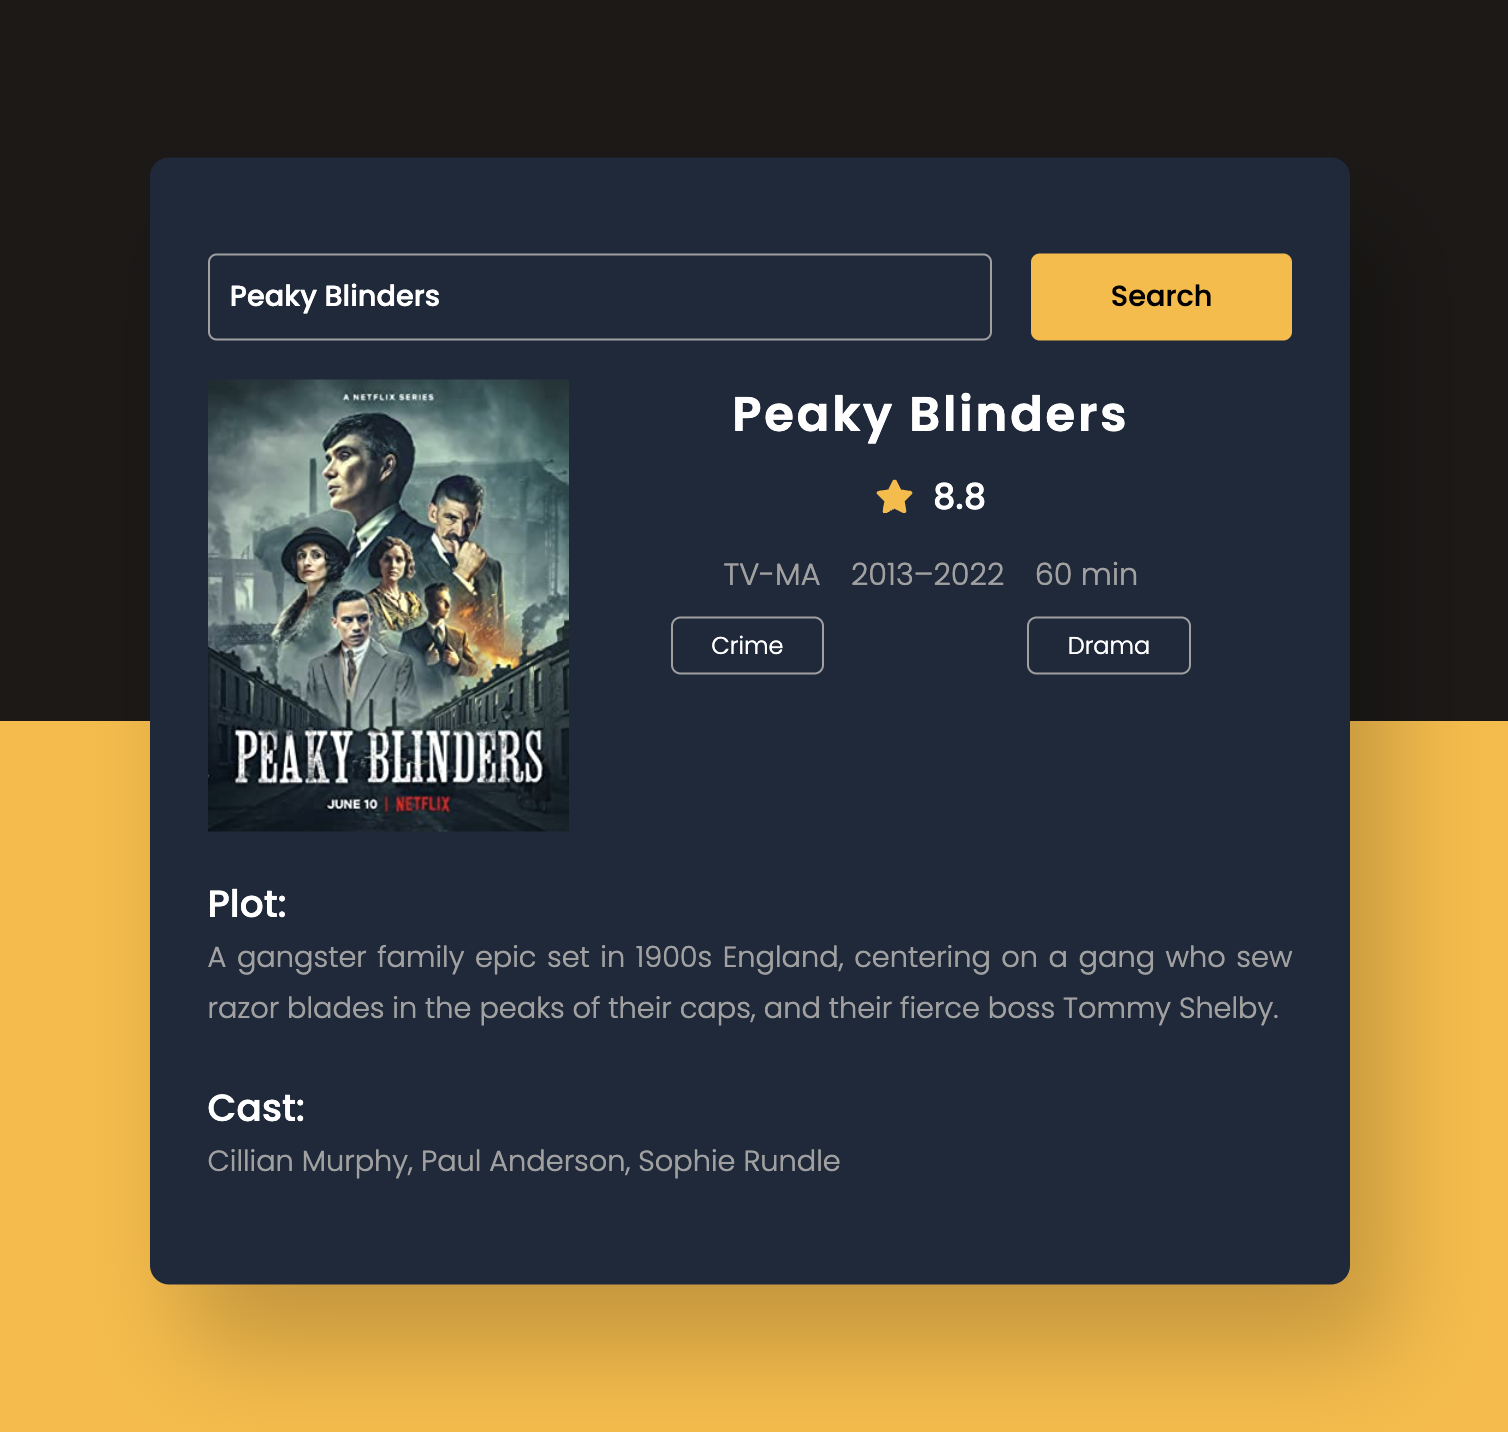 Peaky Blinders
Search
A NETFLIX SERIES
PEAKY BLINDERS
JUNE 10 | NETFLIX
Peaky Blinders
8.8
TV-MA 2013–2022 60 min
Crime Drama
Plot:
A gangster family epic set in 1900s England, centering on a gang who sew
razor blades in the peaks of their caps, and their fierce boss Tommy Shelby.
Cast:
Cillian Murphy, Paul Anderson, Sophie Rundle